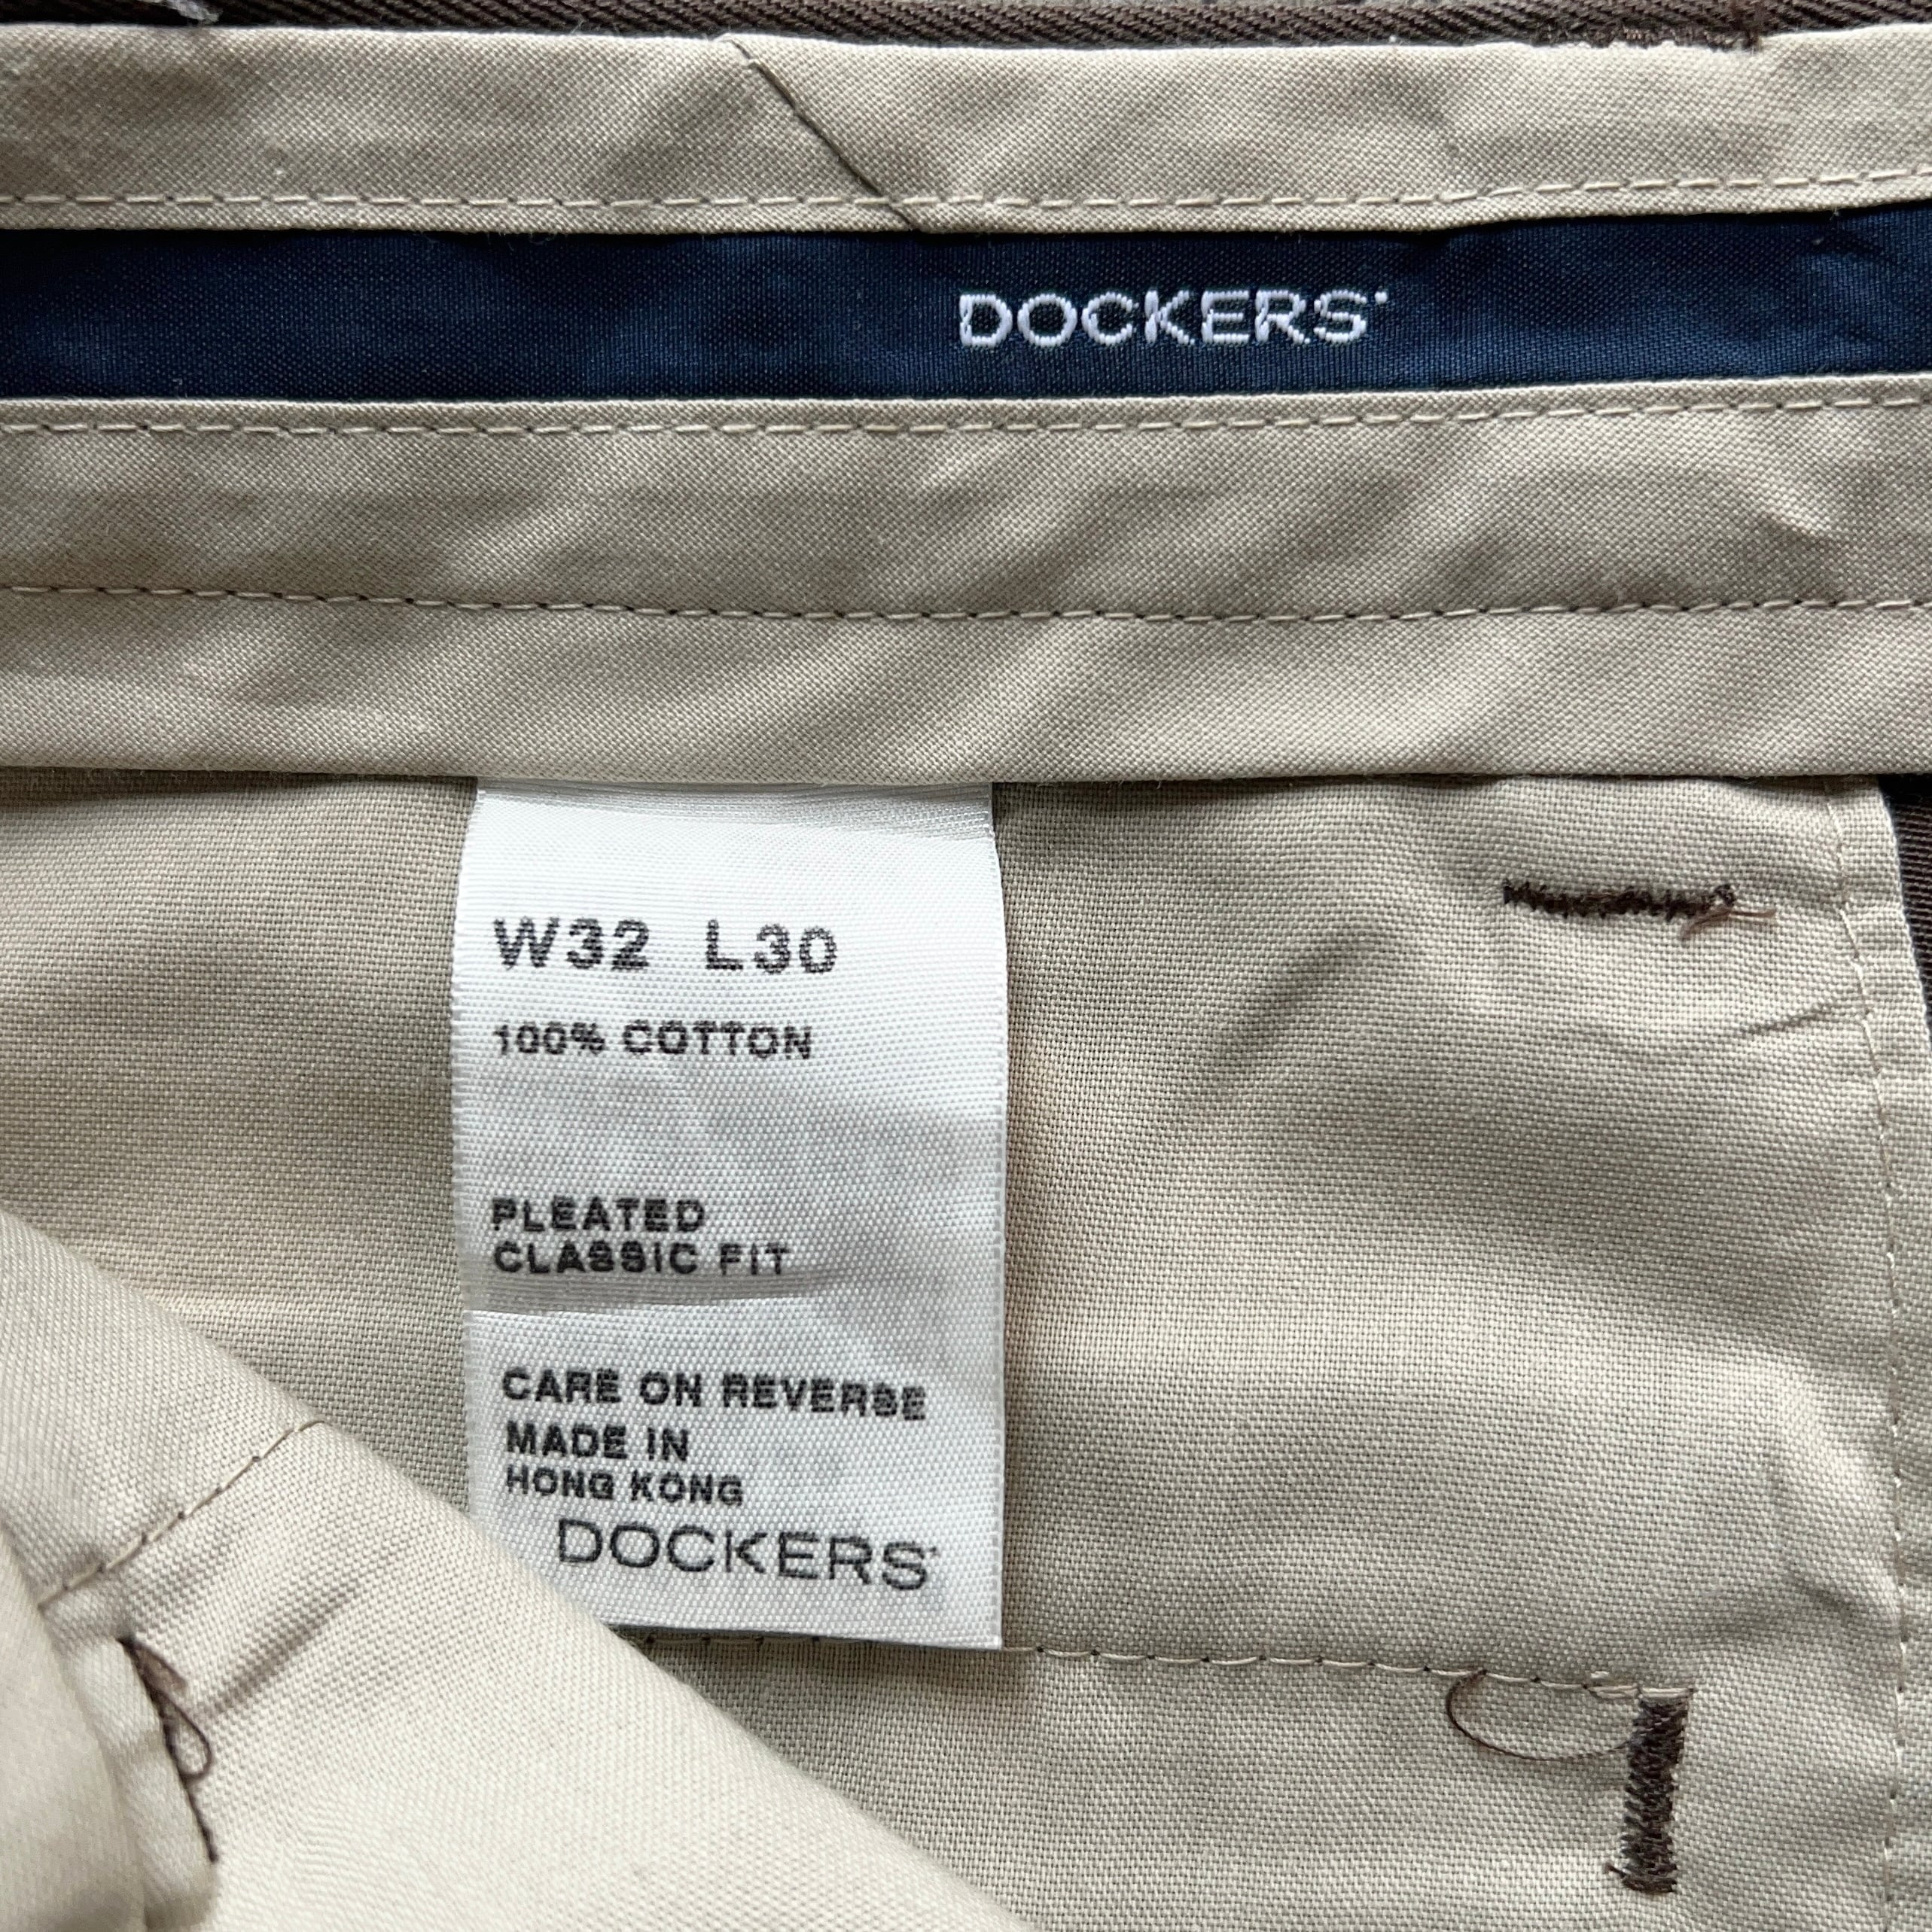 DOCKERS
W32 L30
100% COTTON
PLEATED
CLASSIC FIT
CARE ON REVERSE
MADE IN
HONG KONG
DOCKERS